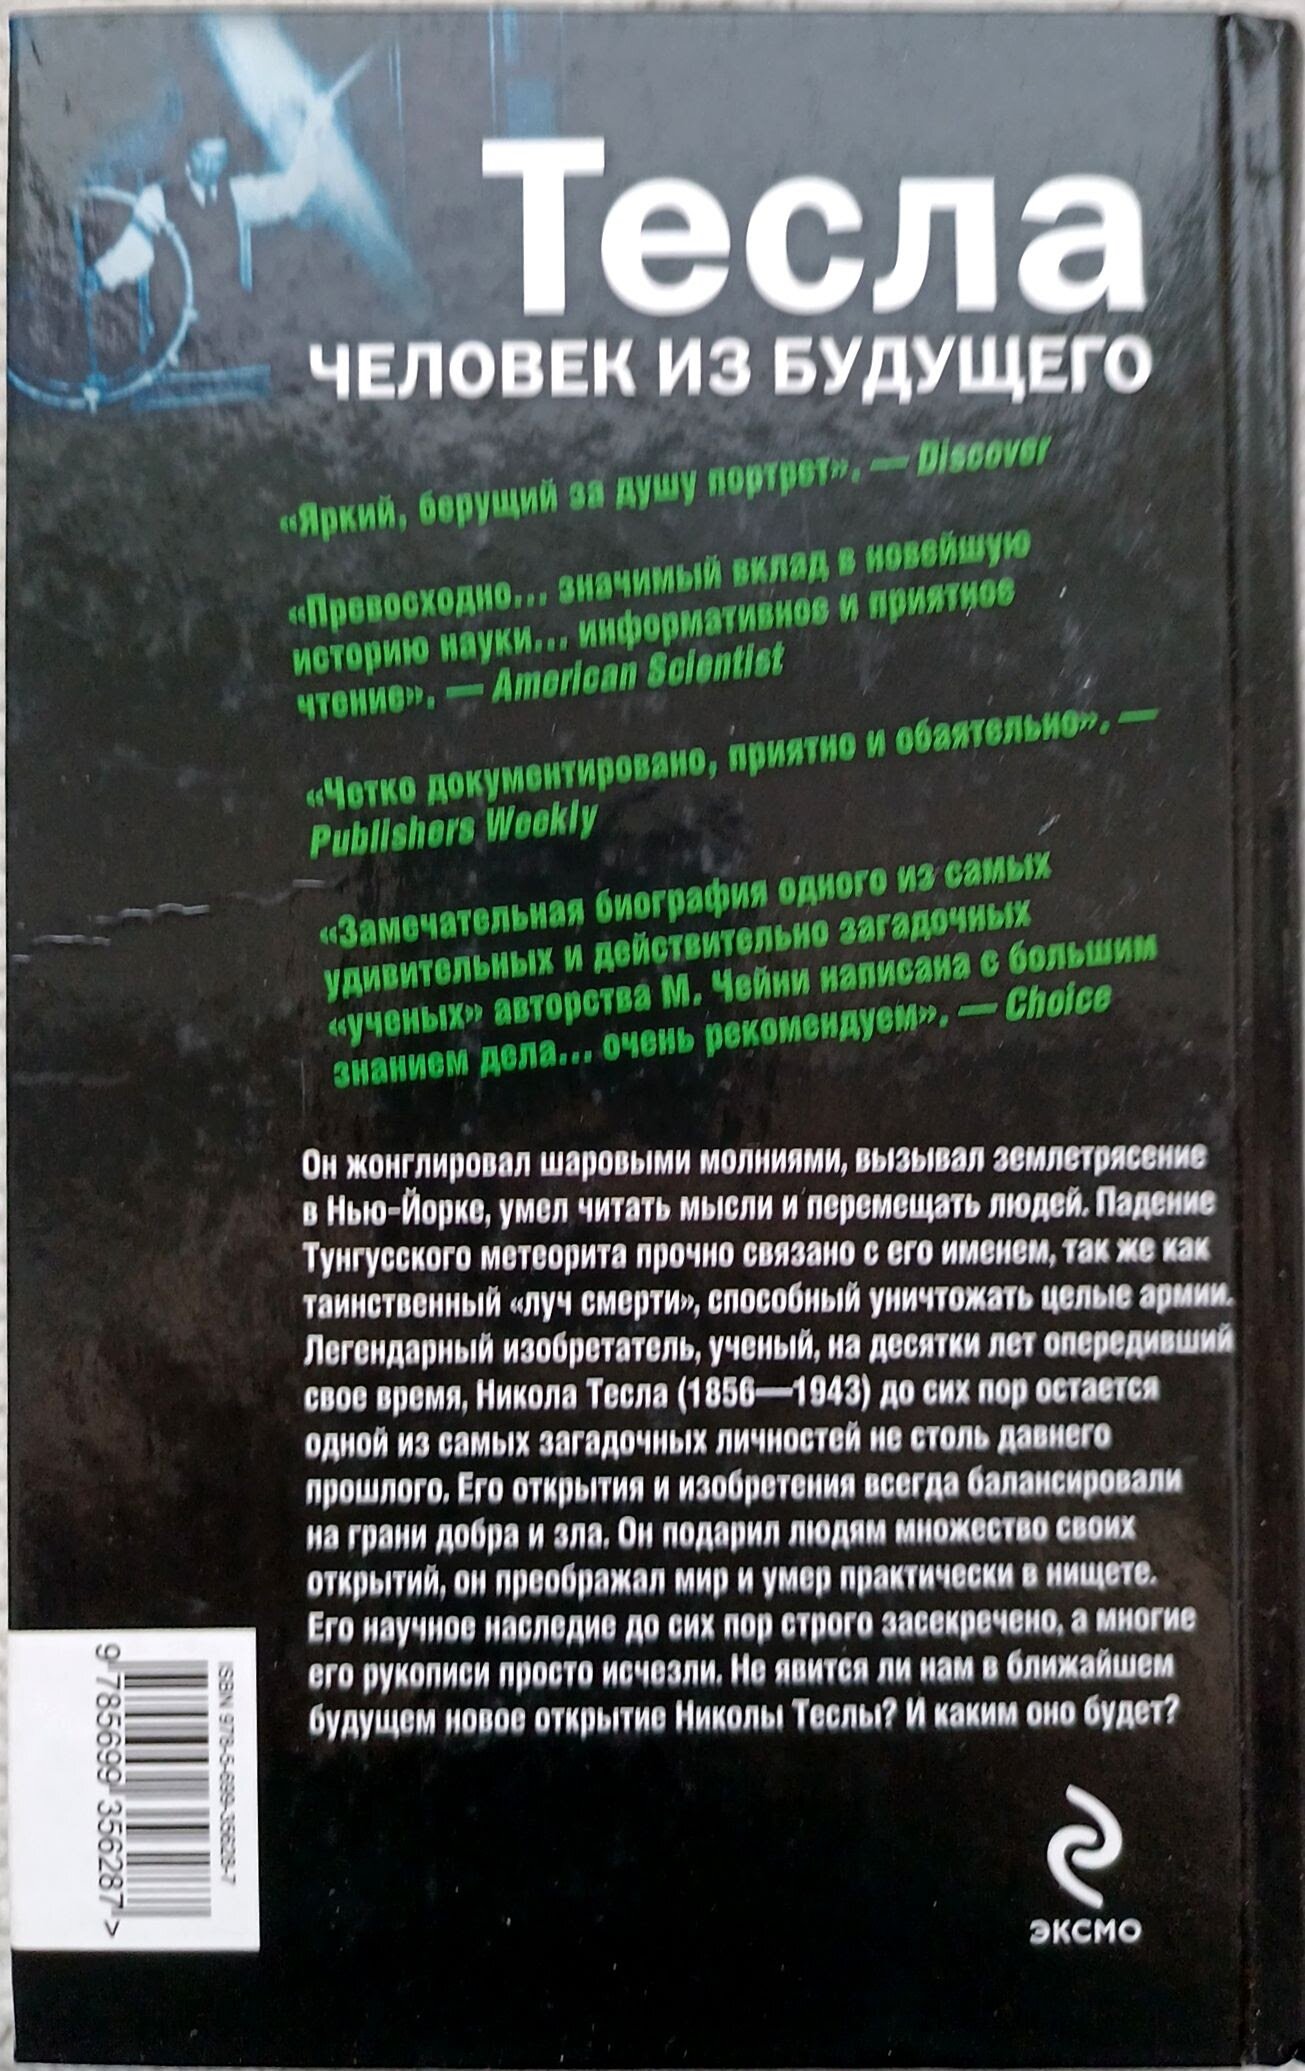 Тесла
ЧЕЛОВЕК ИЗ БУДУЩЕГО
«Яркий, берущий за душу портрет». — Discover
«Превосходно... значимый вклад в новейшую
историю науки... информативное и приятное
чтение». — American Scientist
«Четко документировано, приятно и обаятельно». —
Publishers Weekly
«Замечательная биография одного из самых
удивительных и действительно загадочных
«ученых» авторства М. Чейни написана с большим
знанием дела... очень рекомендуем». — Choice
Он жонглировал шаровыми молниями, вызывал землетрясение
в Нью-Йорке, умел читать мысли и перемещать людей. Падение
Тунгусского метеорита прочно связано с его именем, так же как
таинственный «луч смерти», способный уничтожать целые армии.
Легендарный изобретатель, ученый, на десятки лет опередивший
свое время, Никола Тесла (1856—1943) до сих пор остается
одной из самых загадочных личностей не столь давнего
прошлого. Его открытия и изобретения всегда балансировали
на грани добра и зла. Он подарил людям множество своих
открытий, он преображал мир и умер практически в нищете.
Его научное наследие до сих пор строго засекречено, а многие
его рукописи просто исчезли. Не явится ли нам в ближайшем
будущем новое открытие Николы Теслы? И каким оно будет?
ISBN 978-5-699-35628-7
9 785699 356287 >
ЭКСМО